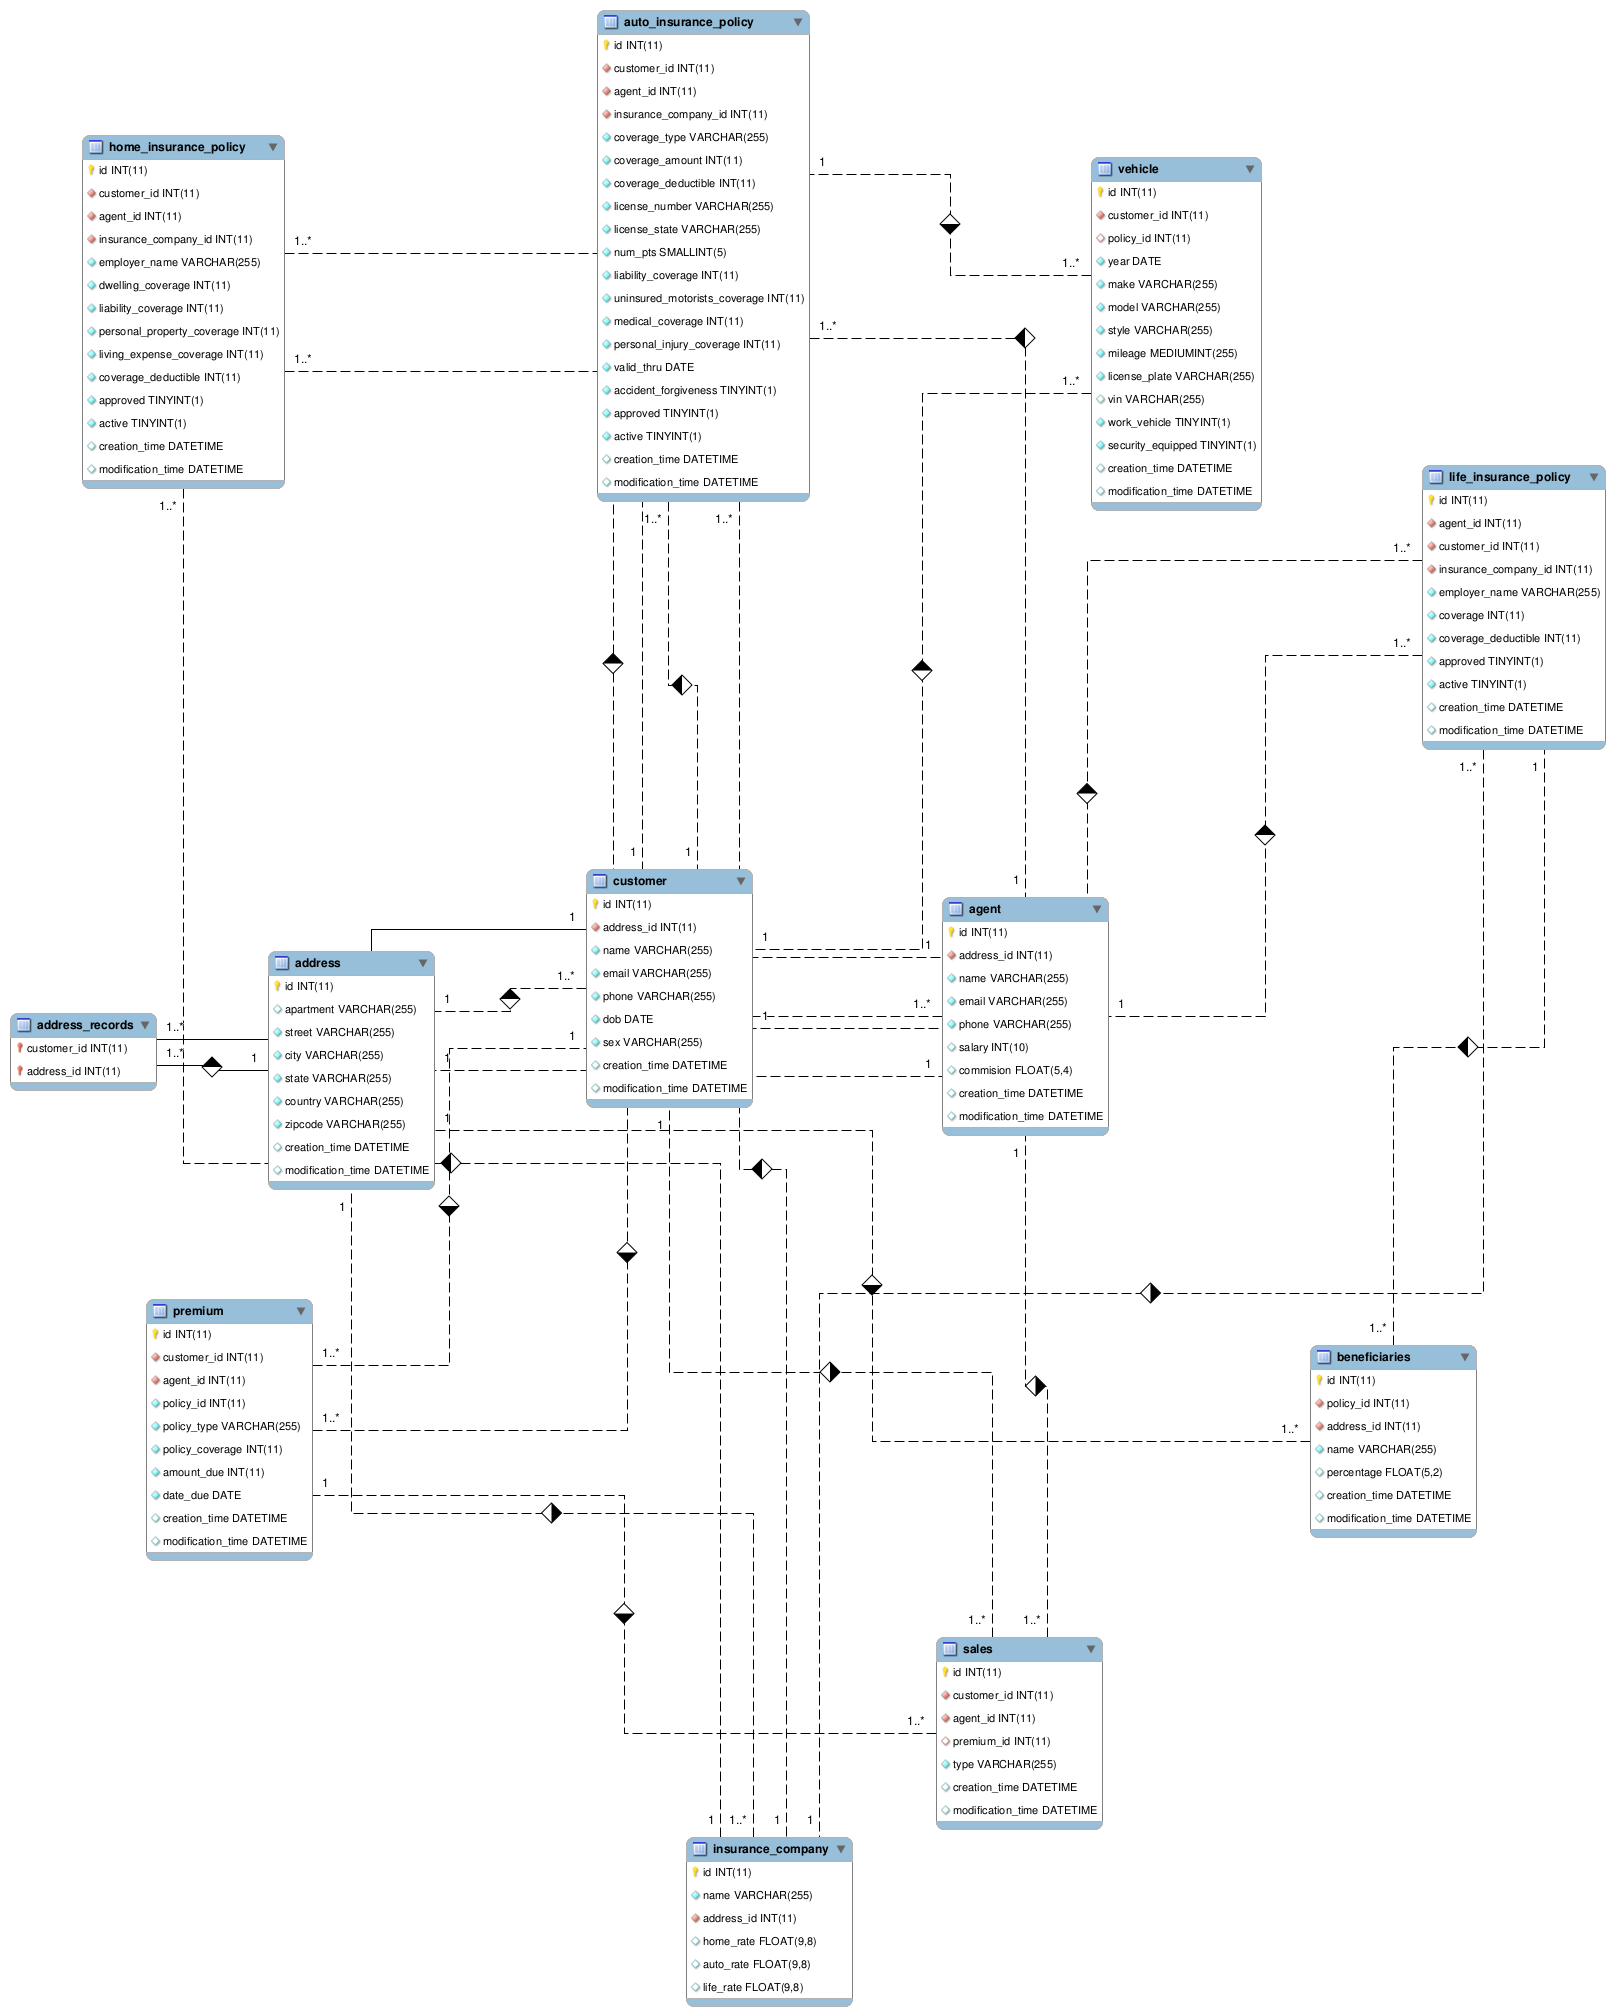 auto_insurance_policy
id INT(11)
customer_id INT(11)
agent_id INT(11)
insurance_company_id INT(11)
coverage_type VARCHAR(255)
coverage_amount INT(11)
coverage_deductible INT(11)
license_number VARCHAR(255)
license_state VARCHAR(255)
num_pts SMALLINT(5)
liability_coverage INT(11)
uninsured_motorists_coverage INT(11)
medical_coverage INT(11)
personal_injury_coverage INT(11)
valid_thru DATE
accident_forgiveness TINYINT(1)
approved TINYINT(1)
active TINYINT(1)
creation_time DATETIME
modification_time DATETIME
home_insurance_policy
id INT(11)
customer_id INT(11)
agent_id INT(11)
insurance_company_id INT(11)
employer_name VARCHAR(255)
dwelling_coverage INT(11)
liability_coverage INT(11)
personal_property_coverage INT(11)
living_expense_coverage INT(11)
coverage_deductible INT(11)
approved TINYINT(1)
active TINYINT(1)
creation_time DATETIME
modification_time DATETIME
1..*
1..*
1..*
1
1..*
1..*
1..*
vehicle
id INT(11)
customer_id INT(11)
policy_id INT(11)
year DATE
make VARCHAR(255)
model VARCHAR(255)
style VARCHAR(255)
mileage MEDIUMINT(255)
license_plate VARCHAR(255)
vin VARCHAR(255)
work_vehicle TINYINT(1)
security_equipped TINYINT(1)
creation_time DATETIME
modification_time DATETIME
life_insurance_policy
id INT(11)
agent_id INT(11)
customer_id INT(11)
insurance_company_id INT(11)
employer_name VARCHAR(255)
coverage INT(11)
coverage_deductible INT(11)
approved TINYINT(1)
active TINYINT(1)
creation_time DATETIME
modification_time DATETIME
1..*
1..*
1..*
1
1..*
1..*
1
1
1
customer
id INT(11)
address_id INT(11)
name VARCHAR(255)
email VARCHAR(255)
phone VARCHAR(255)
dob DATE
sex VARCHAR(255)
creation_time DATETIME
modification_time DATETIME
agent
id INT(11)
address_id INT(11)
name VARCHAR(255)
email VARCHAR(255)
phone VARCHAR(255)
salary INT(10)
commision FLOAT(5,4)
creation_time DATETIME
modification_time DATETIME
address
id INT(11)
apartment VARCHAR(255)
street VARCHAR(255)
city VARCHAR(255)
state VARCHAR(255)
country VARCHAR(255)
zipcode VARCHAR(255)
creation_time DATETIME
modification_time DATETIME
address_records
customer_id INT(11)
address_id INT(11)
1..*
1..*
1
1
1..*
1
1
1
1
1
1
1..*
1
1
1
1
1
1
premium
id INT(11)
customer_id INT(11)
agent_id INT(11)
policy_id INT(11)
policy_type VARCHAR(255)
policy_coverage INT(11)
amount_due INT(11)
date_due DATE
creation_time DATETIME
modification_time DATETIME
1..*
1..*
1
beneficiaries
id INT(11)
policy_id INT(11)
address_id INT(11)
name VARCHAR(255)
percentage FLOAT(5,2)
creation_time DATETIME
modification_time DATETIME
1..*
1..*
1..*
1..*
1..*
sales
id INT(11)
customer_id INT(11)
agent_id INT(11)
premium_id INT(11)
type VARCHAR(255)
creation_time DATETIME
modification_time DATETIME
1
1..*
1
1
insurance_company
id INT(11)
name VARCHAR(255)
address_id INT(11)
home_rate FLOAT(9,8)
auto_rate FLOAT(9,8)
life_rate FLOAT(9,8)